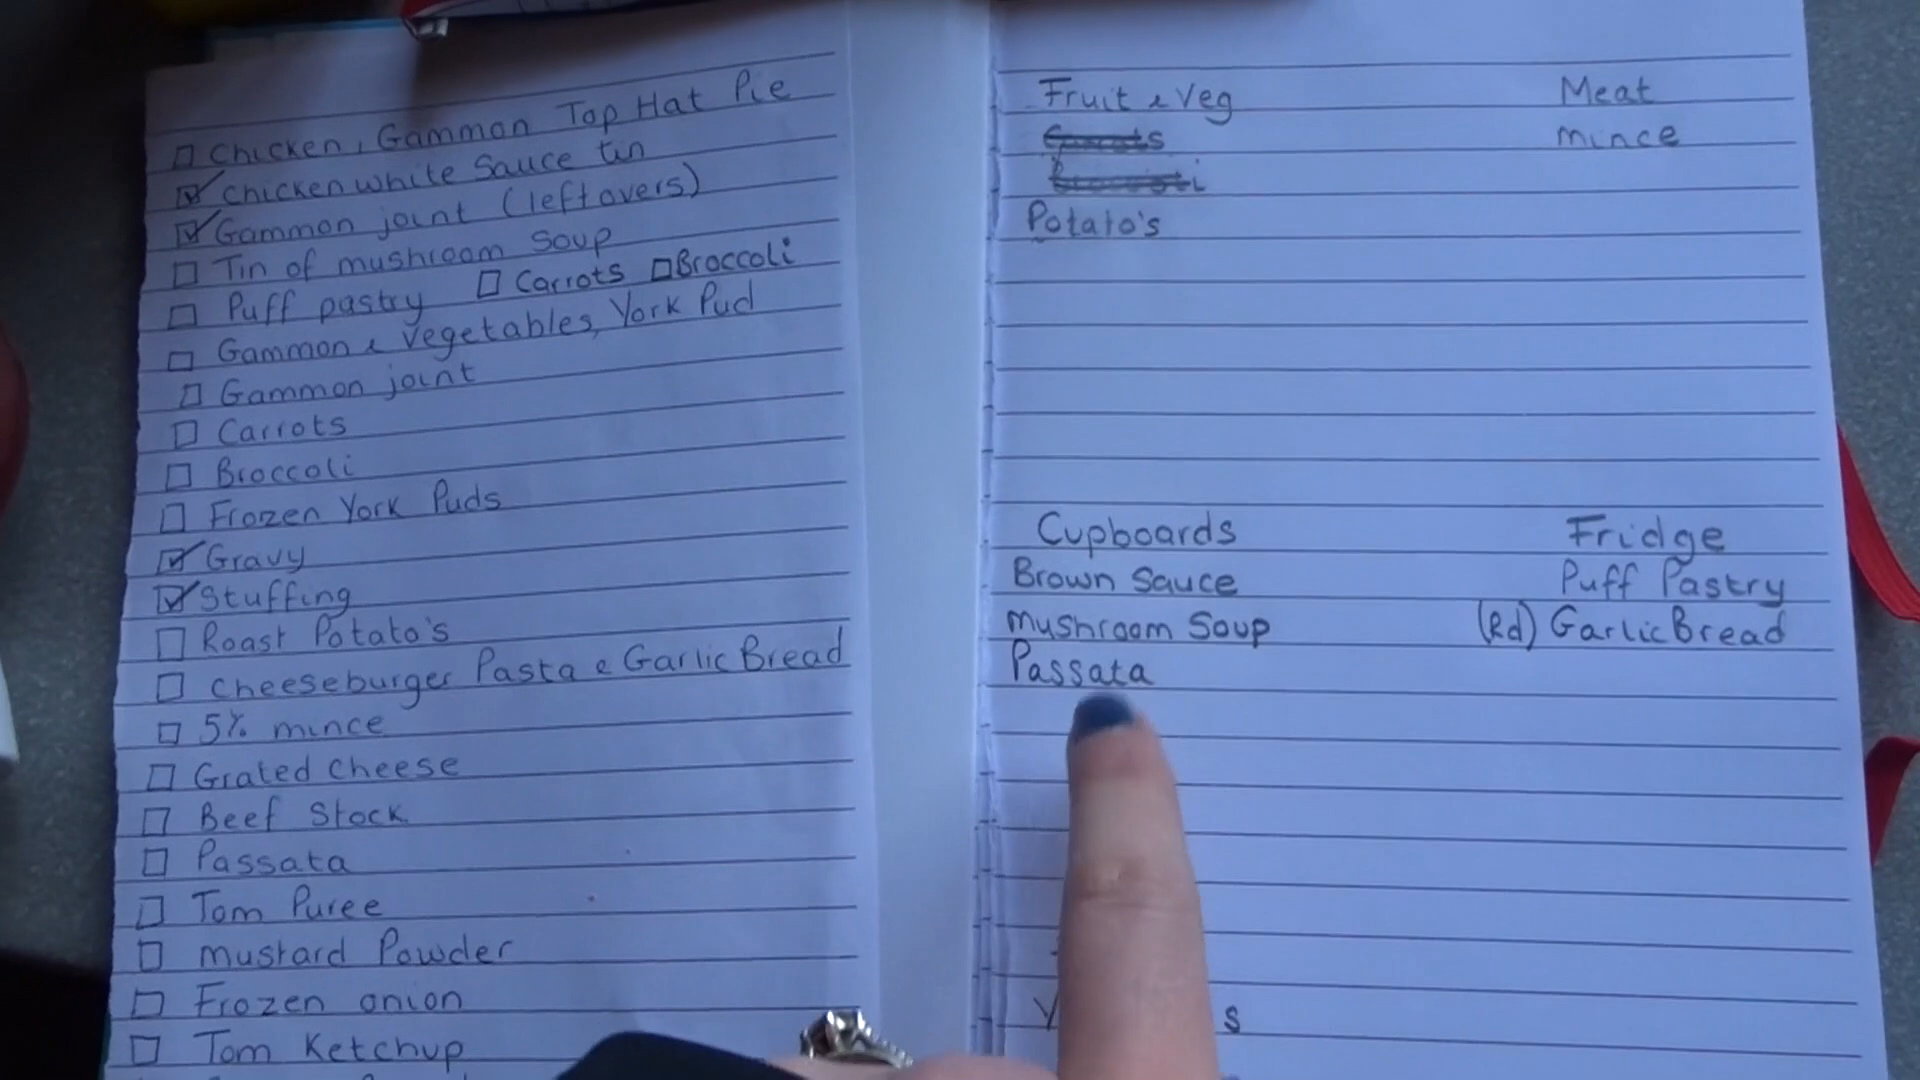 Chicken, Gammon Top Hat Pie
Chicken white Sauce tin
Gammon joint (leftovers)
Tin of mushroom Soup
Puff pastry Carrots Broccoli
Gammon & Vegetables, York Pud
Gammon joint
Carrots
Broccoli
Frozen York Puds
Gravy
Stuffing
Roast Potato's
Cheeseburger Pasta & Garlic Bread
5% mince
Grated Cheese
Beef Stock
Passata
Tom Puree
Mustard Powder
Frozen onion
Tom Ketchup
Fruit & Veg
Potato's
Meat
Mince
Cupboards
Brown Sauce
Mushroom Soup
Passata
Fridge
Puff Pastry
(Rd) Garlic Bread